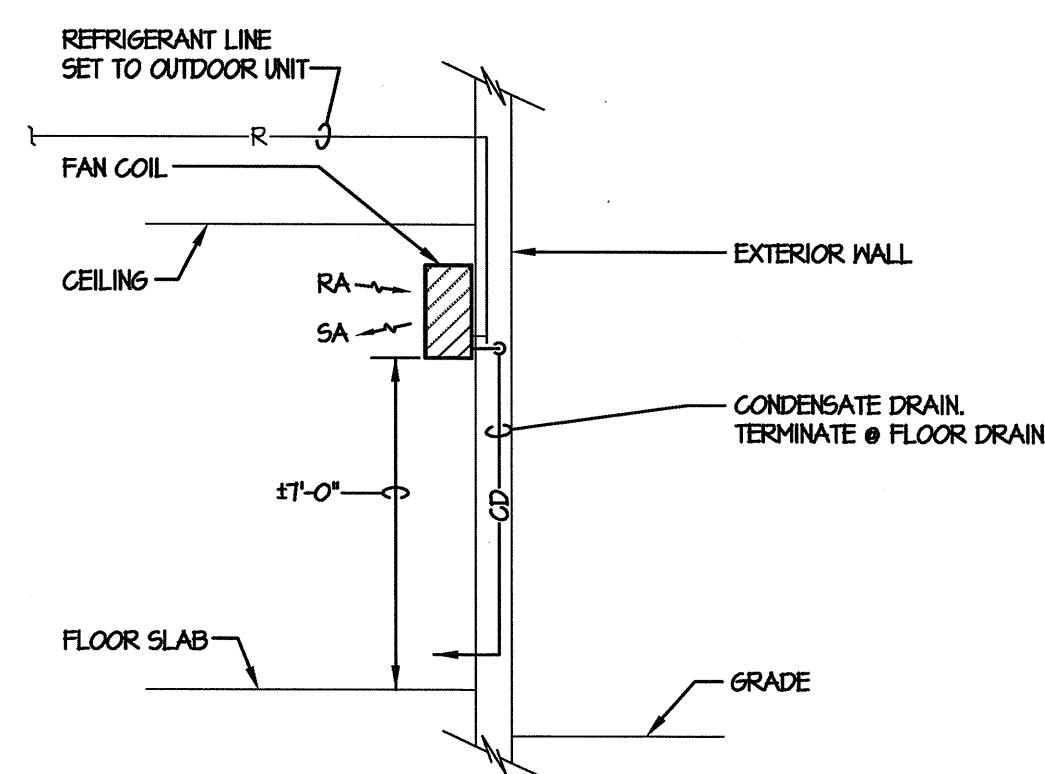 REFRIGERANT LINE
SET TO OUTDOOR UNIT
R
FAN COIL
CEILING
RA
SA
EXTERIOR WALL
CONDENSATE DRAIN.
TERMINATE @ FLOOR DRAIN
±7'-0"
CD
FLOOR SLAB
GRADE